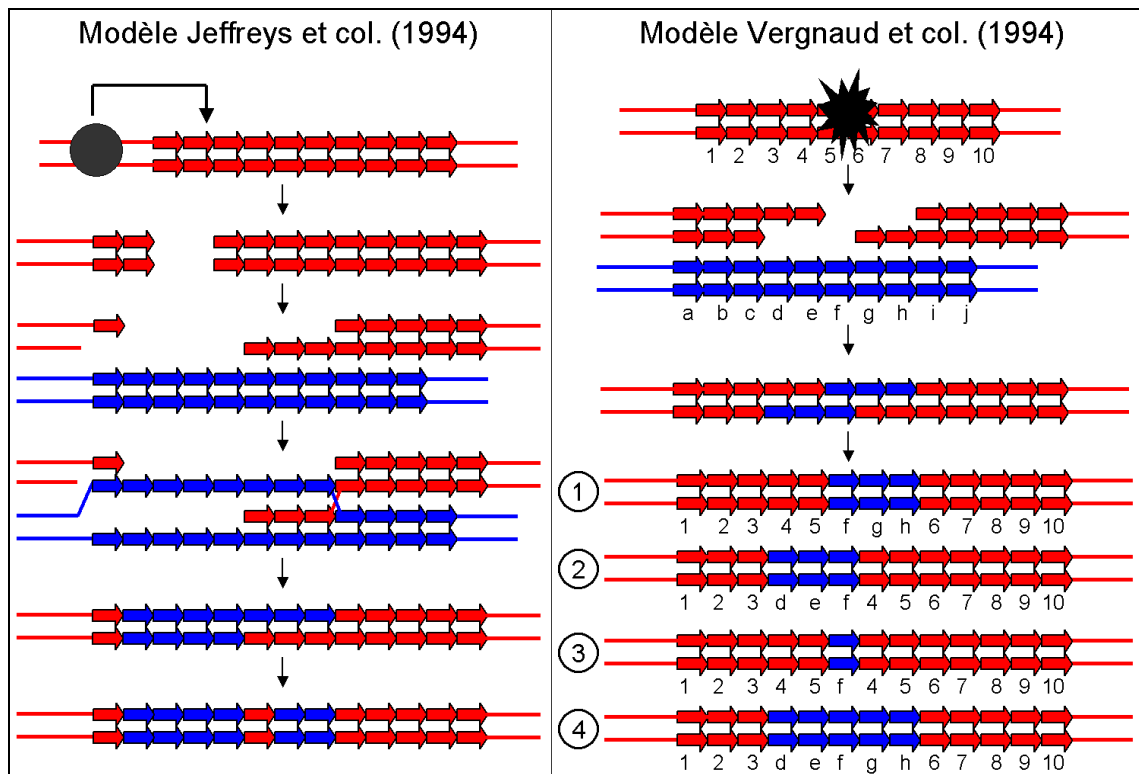 Modèle Jeffreys et col. (1994)
Modèle Vergnaud et col. (1994)
1 2 3 4 5 6 7 8 9 10
a b c d e f g h i j
1
1 2 3 4 5 f g h 6 7 8 9 10
2
1 2 3 d e f 4 5 6 7 8 9 10
3
1 2 3 4 5 f 4 5 6 7 8 9 10
4
1 2 3 d e f g h 6 7 8 9 10